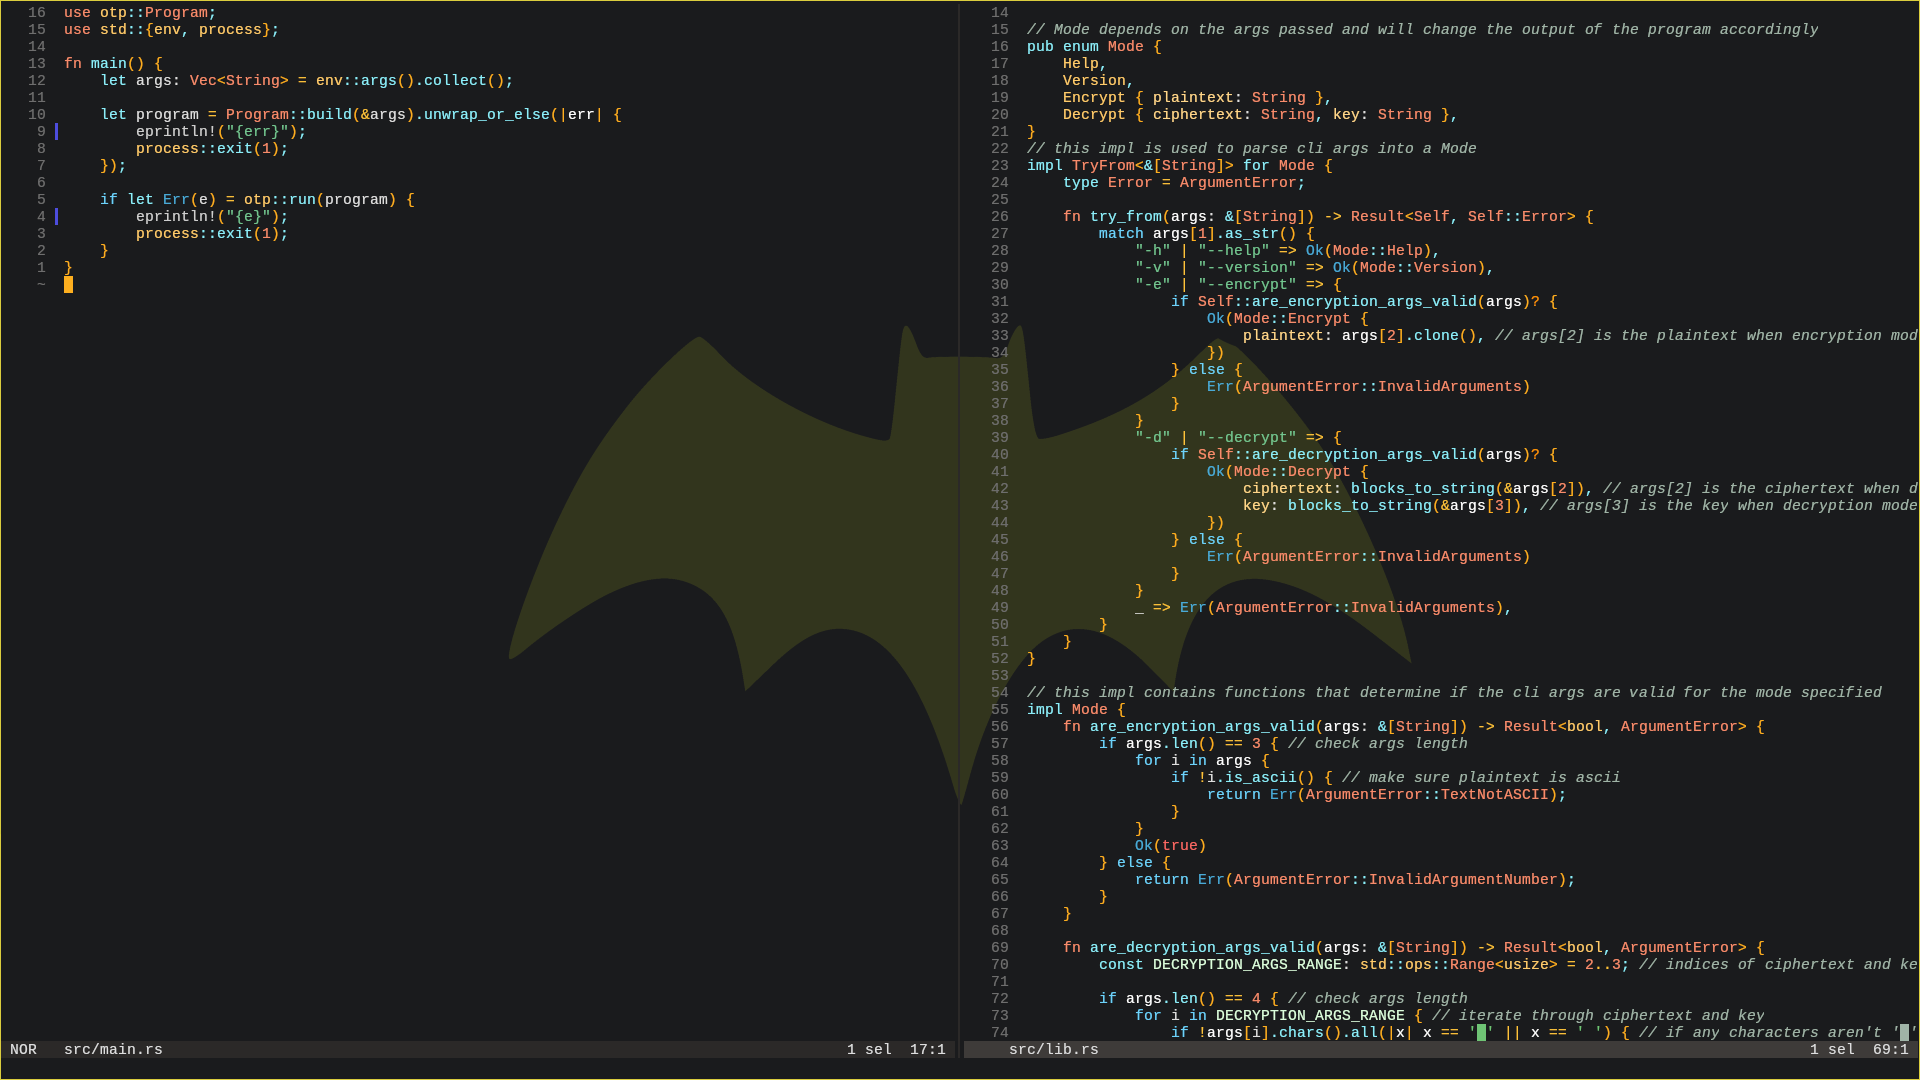 16  use otp::Program;
15  use std::{env, process};
14
13  fn main() {
12      let args: Vec<String> = env::args().collect();
11
10      let program = Program::build(&args).unwrap_or_else(|err| {
9          eprintln!("{err}");
8          process::exit(1);
7      });
6
5      if let Err(e) = otp::run(program) {
4          eprintln!("{e}");
3          process::exit(1);
2      }
1  }
~
NOR   src/main.rs   1 sel  17:1
14
15  // Mode depends on the args passed and will change the output of the program accordingly
16  pub enum Mode {
17      Help,
18      Version,
19      Encrypt { plaintext: String },
20      Decrypt { ciphertext: String, key: String },
21  }
22  // this impl is used to parse cli args into a Mode
23  impl TryFrom<&[String]> for Mode {
24      type Error = ArgumentError;
25
26      fn try_from(args: &[String]) -> Result<Self, Self::Error> {
27          match args[1].as_str() {
28              "-h" | "--help" => Ok(Mode::Help),
29              "-v" | "--version" => Ok(Mode::Version),
30              "-e" | "--encrypt" => {
31                  if Self::are_encryption_args_valid(args)? {
32                      Ok(Mode::Encrypt {
33                          plaintext: args[2].clone(), // args[2] is the plaintext when encryption mod
34                      })
35                  } else {
36                      Err(ArgumentError::InvalidArguments)
37                  }
38              }
39              "-d" | "--decrypt" => {
40                  if Self::are_decryption_args_valid(args)? {
41                      Ok(Mode::Decrypt {
42                          ciphertext: blocks_to_string(&args[2]), // args[2] is the ciphertext when d
43                          key: blocks_to_string(&args[3]), // args[3] is the key when decryption mode
44                      })
45                  } else {
46                      Err(ArgumentError::InvalidArguments)
47                  }
48              }
49              _ => Err(ArgumentError::InvalidArguments),
50          }
51      }
52  }
53
54  // this impl contains functions that determine if the cli args are valid for the mode specified
55  impl Mode {
56      fn are_encryption_args_valid(args: &[String]) -> Result<bool, ArgumentError> {
57          if args.len() == 3 { // check args length
58              for i in args {
59                  if !i.is_ascii() { // make sure plaintext is ascii
60                      return Err(ArgumentError::TextNotASCII);
61                  }
62              }
63              Ok(true)
64          } else {
65              return Err(ArgumentError::InvalidArgumentNumber);
66          }
67      }
68
69      fn are_decryption_args_valid(args: &[String]) -> Result<bool, ArgumentError> {
70          const DECRYPTION_ARGS_RANGE: std::ops::Range<usize> = 2..3; // indices of ciphertext and ke
71
72          if args.len() == 4 { // check args length
73              for i in DECRYPTION_ARGS_RANGE { // iterate through ciphertext and key
74                  if !args[i].chars().all(|x| x == '█' || x == ' ') { // if any characters aren't '█'
src/lib.rs   1 sel  69:1